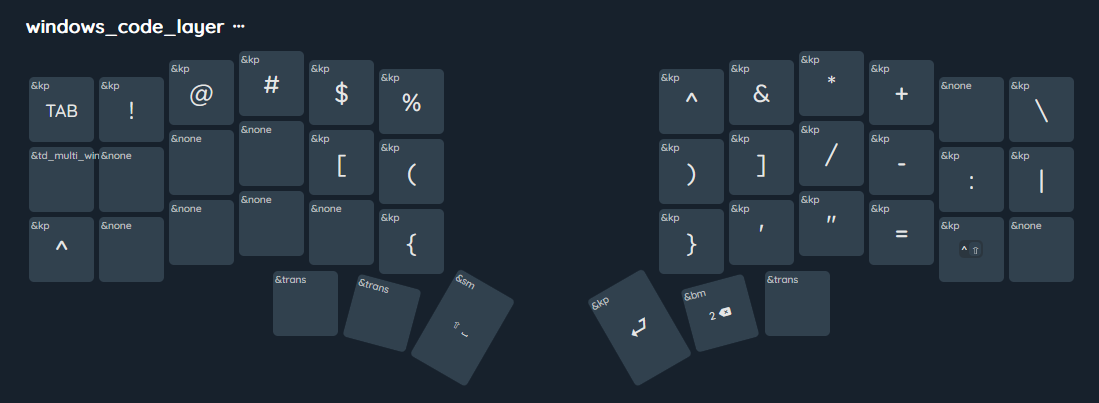 windows_code_layer ···
&kp &kp &kp &kp &kp &kp &kp &kp &kp &kp &none &kp
TAB ! @ # $ % ^ & * + \
&td_multi_win &none &none &none &kp &kp &kp &kp &kp &kp &kp &kp
[ ( ) ] / - : |
&kp &none &none &none &none &kp &kp &kp &kp &kp &kp &none
^ { } ' " = ^ ⇧
&trans &trans &sm &kp &bm &trans
⇧ ⎵ ⏎ 2 ⌫